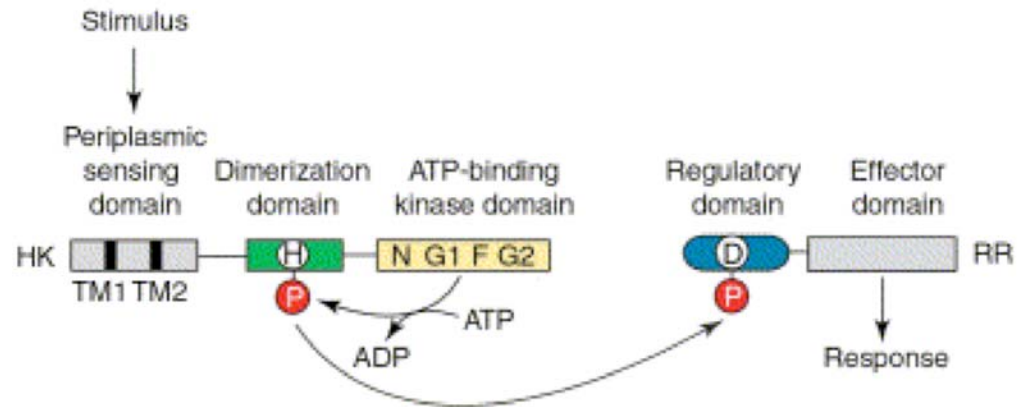 Stimulus
Periplasmic
sensing
domain
Dimerization
domain
ATP-binding
kinase domain
Regulatory
domain
Effector
domain
HK
H
N G1 F G2
D
RR
TM1 TM2
P
P
ATP
ADP
Response